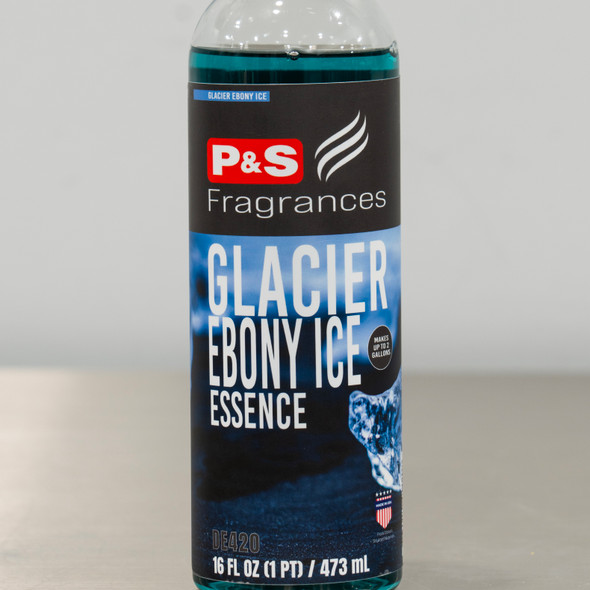 GLACIER EBONY ICE
P&S
Fragrances
GLACIER
EBONY ICE
MAKES
UP TO 2
GALLONS
ESSENCE
DE420
16 FL OZ (1 PT) / 473 mL